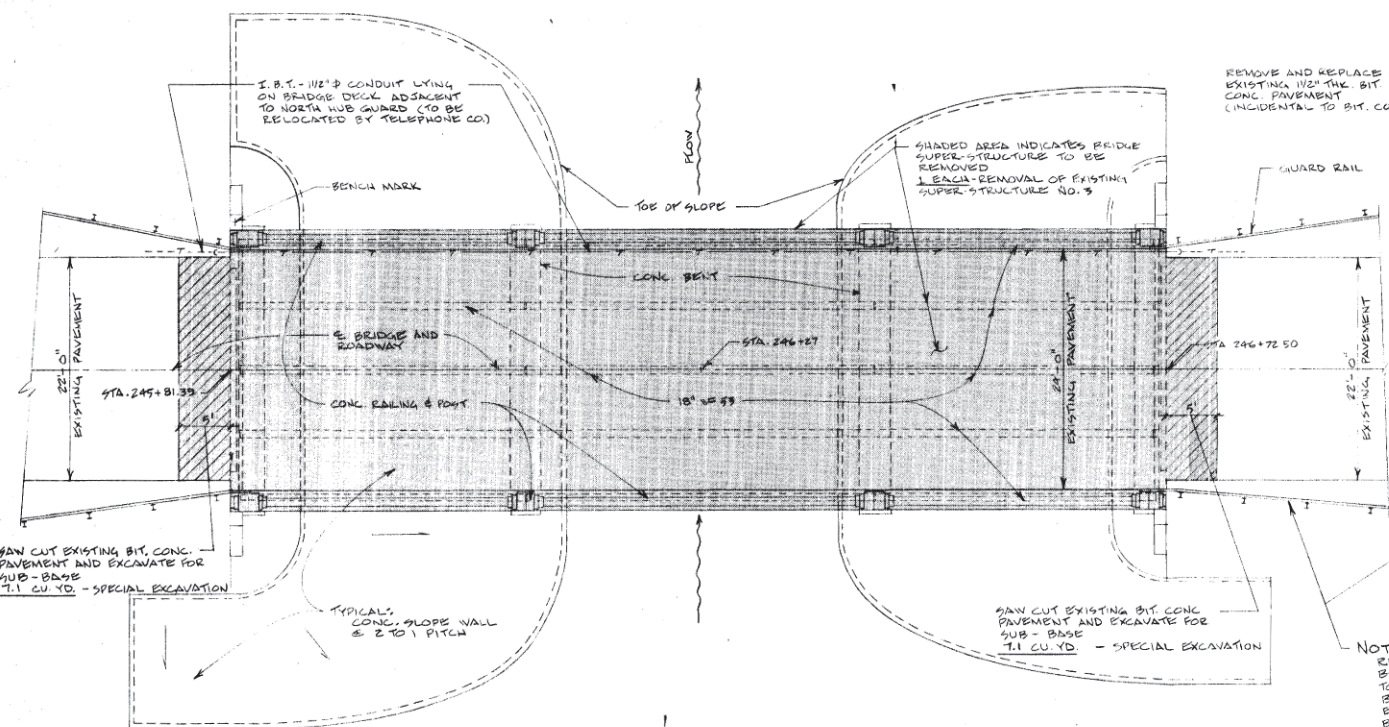 I.B.T. - 1 1/2" Φ CONDUIT LYING
ON BRIDGE DECK ADJACENT
TO NORTH HUB GUARD (TO BE
RELOCATED BY TELEPHONE CO.)
BENCH MARK
FLOW
TOE OF SLOPE
SHADED AREA INDICATES BRIDGE
SUPER-STRUCTURE TO BE
REMOVED
1 EACH-REMOVAL OF EXISTING
SUPER-STRUCTURE NO. 3
REMOVE AND REPLACE
EXISTING 1 1/2" THK. BIT.
CONC. PAVEMENT
(INCIDENTAL TO BIT. CO
GUARD RAIL
CONC. BENT
22'-0"
EXISTING PAVEMENT
℄ BRIDGE AND
ROADWAY
STA. 245+81.39
5'
CONC. RAILING & POST
STA. 246+27
18" WF 55
24'-0"
EXISTING PAVEMENT
STA 246+72.50
5'
22'-0"
EXISTING PAVEMENT
SAW CUT EXISTING BIT. CONC.
PAVEMENT AND EXCAVATE FOR
SUB-BASE
7.1 CU. YD. - SPECIAL EXCAVATION
TYPICAL:
CONC. SLOPE WALL
@ 2 TO 1 PITCH
SAW CUT EXISTING BIT. CONC
PAVEMENT AND EXCAVATE FOR
SUB-BASE
7.1 CU. YD. - SPECIAL EXCAVATION
NOT
R
B
TO
B
E